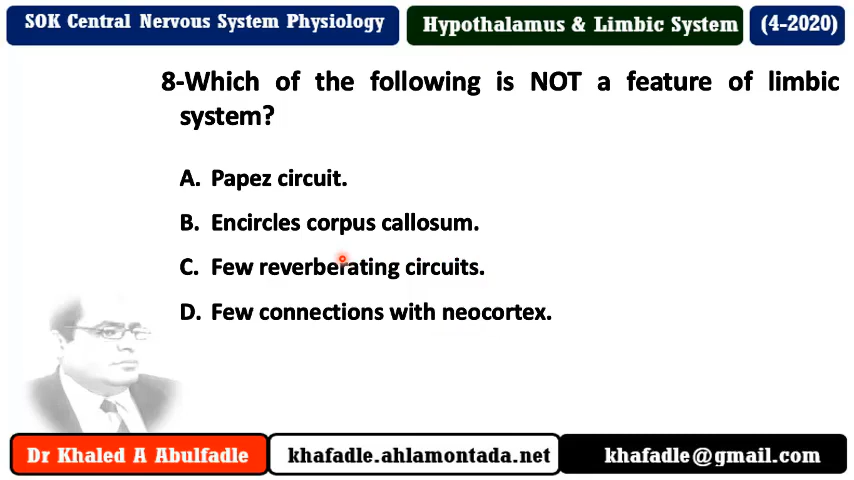 SOK Central Nervous System Physiology
Hypothalamus & Limbic System
(4-2020)
8-Which of the following is NOT a feature of limbic
system?
A. Papez circuit.
B. Encircles corpus callosum.
C. Few reverberating circuits.
D. Few connections with neocortex.
Dr Khaled A Abulfadle
khafadle.ahlamontada.net
khafadle@gmail.com